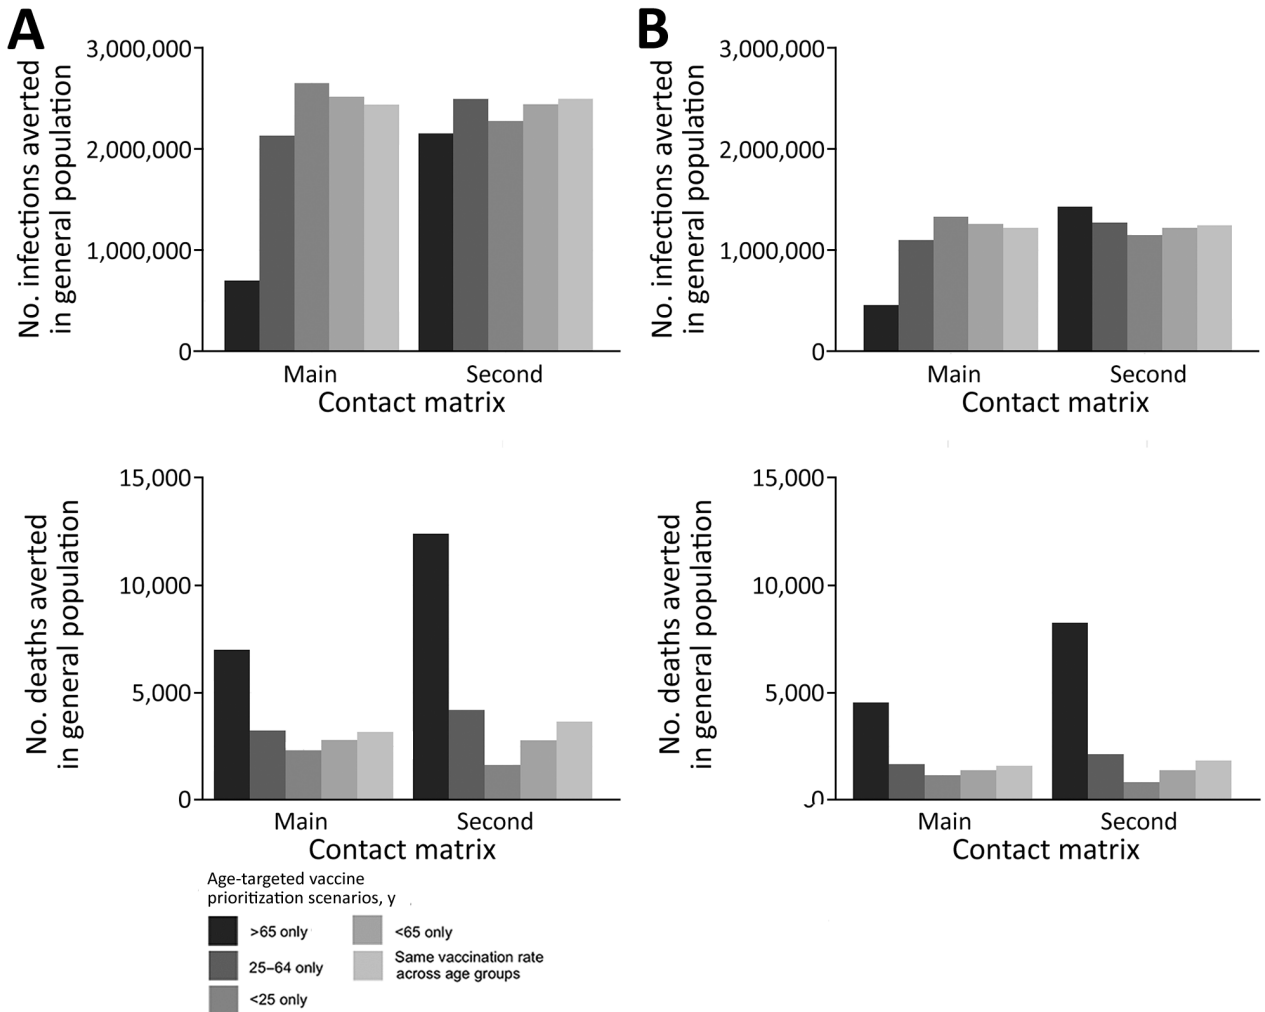 A
3,000,000
2,000,000
1,000,000
0
No. infections averted
in general population
Main
Second
Contact matrix
B
3,000,000
2,000,000
1,000,000
0
No. infections averted
in general population
Main
Second
Contact matrix
15,000
10,000
5,000
0
No. deaths averted
in general population
Main
Second
Contact matrix
15,000
10,000
5,000
0
No. deaths averted
in general population
Main
Second
Contact matrix
Age-targeted vaccine
prioritization scenarios, y
>65 only
25–64 only
<25 only
<65 only
Same vaccination rate
across age groups